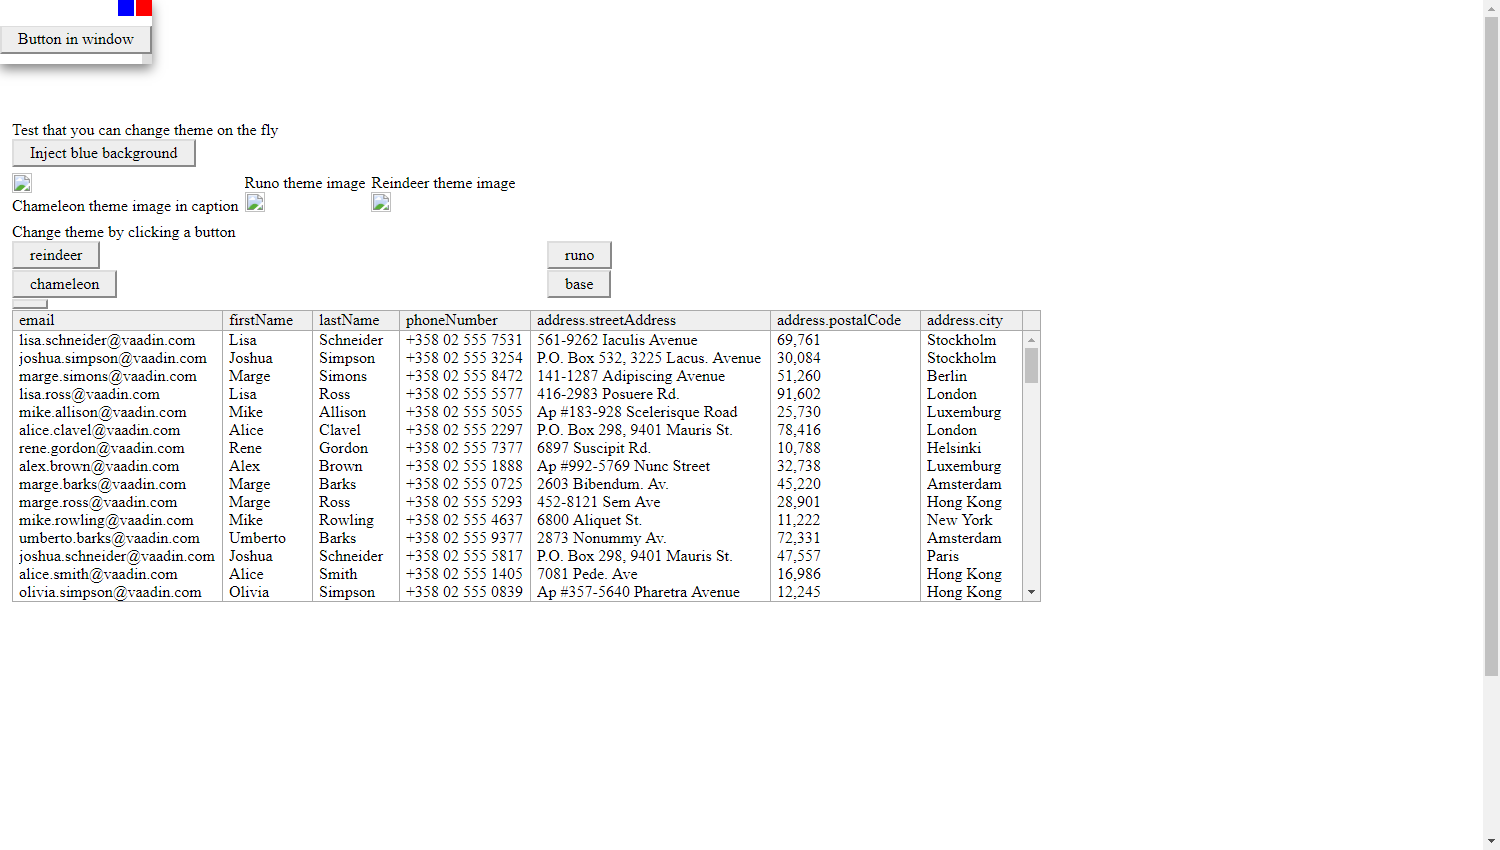 Button in window
Test that you can change theme on the fly
Inject blue background
Chameleon theme image in caption
Runo theme image
Reindeer theme image
Change theme by clicking a button
reindeer
runo
chameleon
base
email firstName lastName phoneNumber address.streetAddress address.postalCode address.city
lisa.schneider@vaadin.com Lisa Schneider +358 02 555 7531 561-9262 Iaculis Avenue 69,761 Stockholm
joshua.simpson@vaadin.com Joshua Simpson +358 02 555 3254 P.O. Box 532, 3225 Lacus. Avenue 30,084 Stockholm
marge.simons@vaadin.com Marge Simons +358 02 555 8472 141-1287 Adipiscing Avenue 51,260 Berlin
lisa.ross@vaadin.com Lisa Ross +358 02 555 5577 416-2983 Posuere Rd. 91,602 London
mike.allison@vaadin.com Mike Allison +358 02 555 5055 Ap #183-928 Scelerisque Road 25,730 Luxemburg
alice.clavel@vaadin.com Alice Clavel +358 02 555 2297 P.O. Box 298, 9401 Mauris St. 78,416 London
rene.gordon@vaadin.com Rene Gordon +358 02 555 7377 6897 Suscipit Rd. 10,788 Helsinki
alex.brown@vaadin.com Alex Brown +358 02 555 1888 Ap #992-5769 Nunc Street 32,738 Luxemburg
marge.barks@vaadin.com Marge Barks +358 02 555 0725 2603 Bibendum. Av. 45,220 Amsterdam
marge.ross@vaadin.com Marge Ross +358 02 555 5293 452-8121 Sem Ave 28,901 Hong Kong
mike.rowling@vaadin.com Mike Rowling +358 02 555 4637 6800 Aliquet St. 11,222 New York
umberto.barks@vaadin.com Umberto Barks +358 02 555 9377 2873 Nonummy Av. 72,331 Amsterdam
joshua.schneider@vaadin.com Joshua Schneider +358 02 555 5817 P.O. Box 298, 9401 Mauris St. 47,557 Paris
alice.smith@vaadin.com Alice Smith +358 02 555 1405 7081 Pede. Ave 16,986 Hong Kong
olivia.simpson@vaadin.com Olivia Simpson +358 02 555 0839 Ap #357-5640 Pharetra Avenue 12,245 Hong Kong